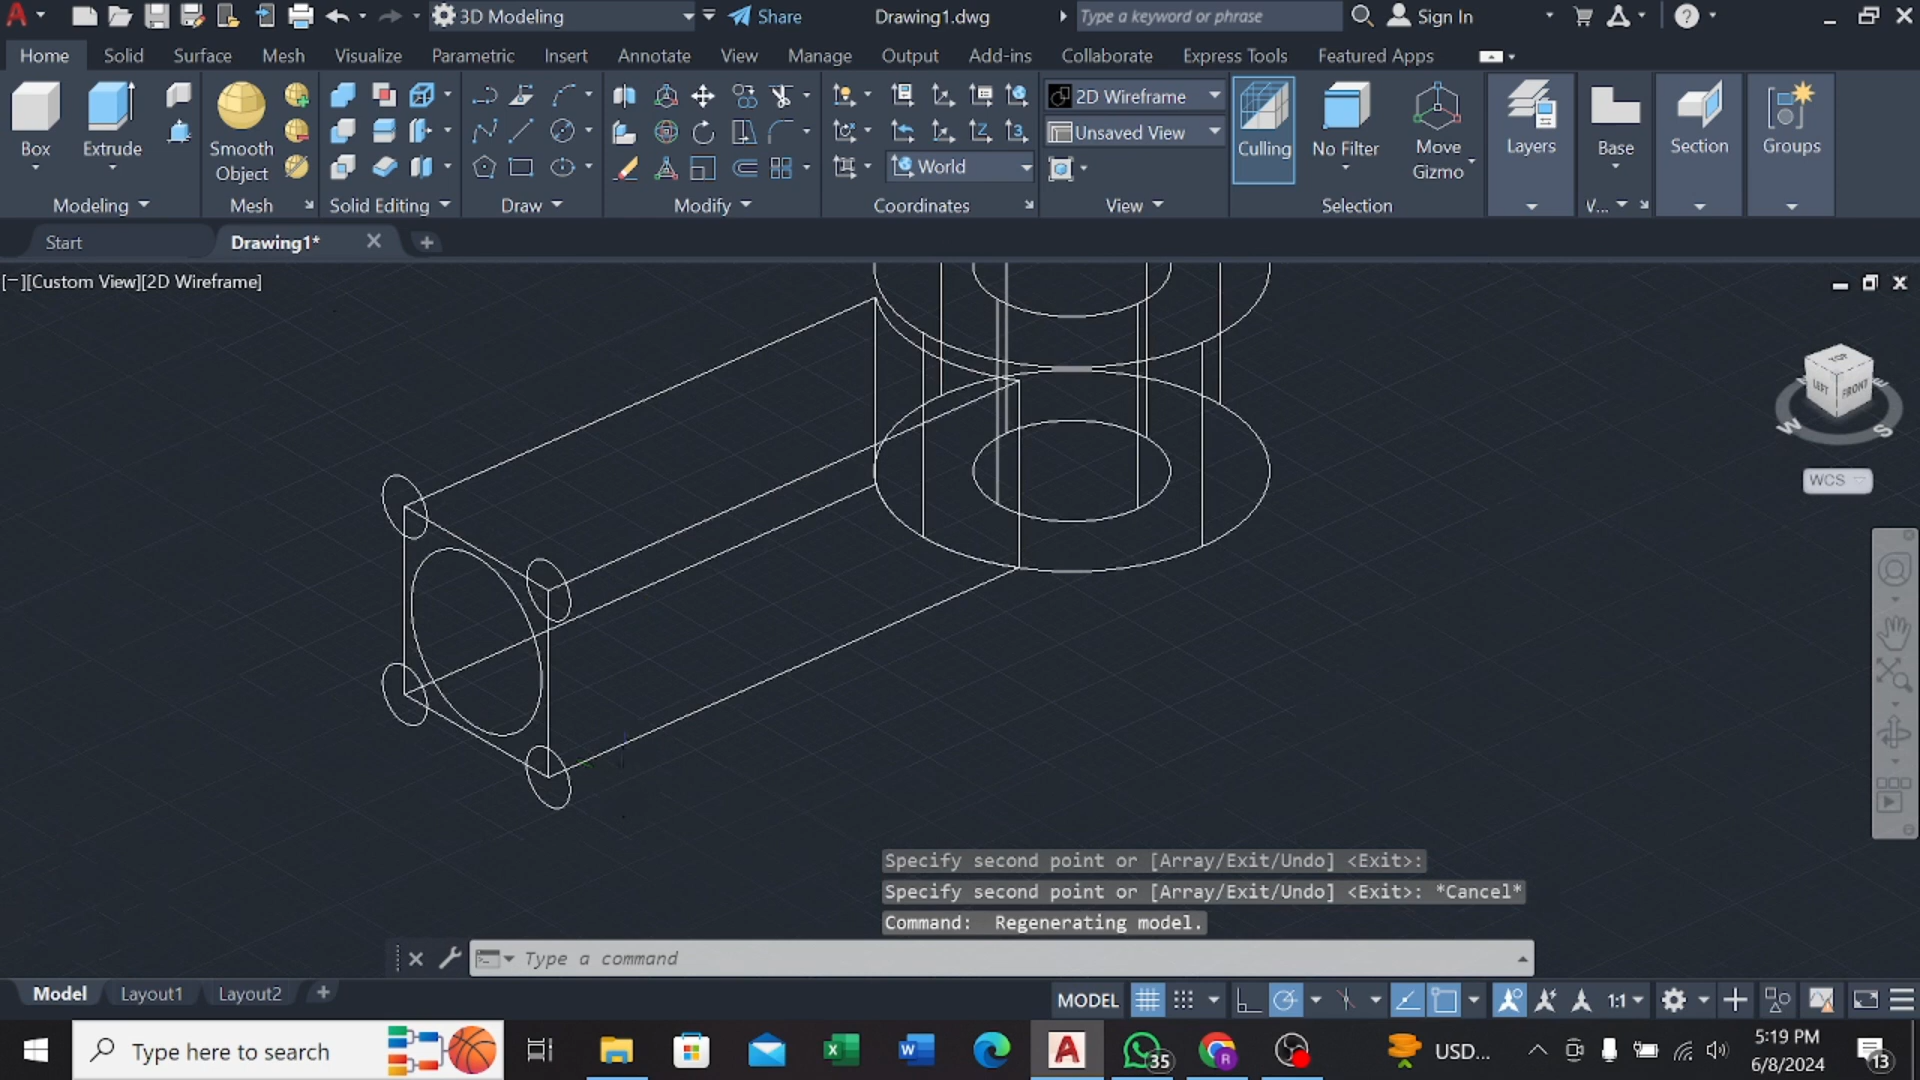 3D Modeling
Share
Drawing1.dwg
Type a keyword or phrase
Sign In
Home
Solid
Surface
Mesh
Visualize
Parametric
Insert
Annotate
View
Manage
Output
Add-ins
Collaborate
Express Tools
Featured Apps
Box
Extrude
Smooth
Object
2D Wireframe
Unsaved View
World
Culling
No Filter
Move
Gizmo
Layers
Base
Section
Groups
Modeling
Mesh
Solid Editing
Draw
Modify
Coordinates
View
Selection
V...
Start
Drawing1*
[−][Custom View][2D Wireframe]
TOP
LEFT
FRONT
W
S
WCS
Specify second point or [Array/Exit/Undo] <Exit>:
Specify second point or [Array/Exit/Undo] <Exit>: *Cancel*
Command:  Regenerating model.
Type a command
Model
Layout1
Layout2
MODEL
1:1
Type here to search
35
R
USD...
5:19 PM
6/8/2024
13